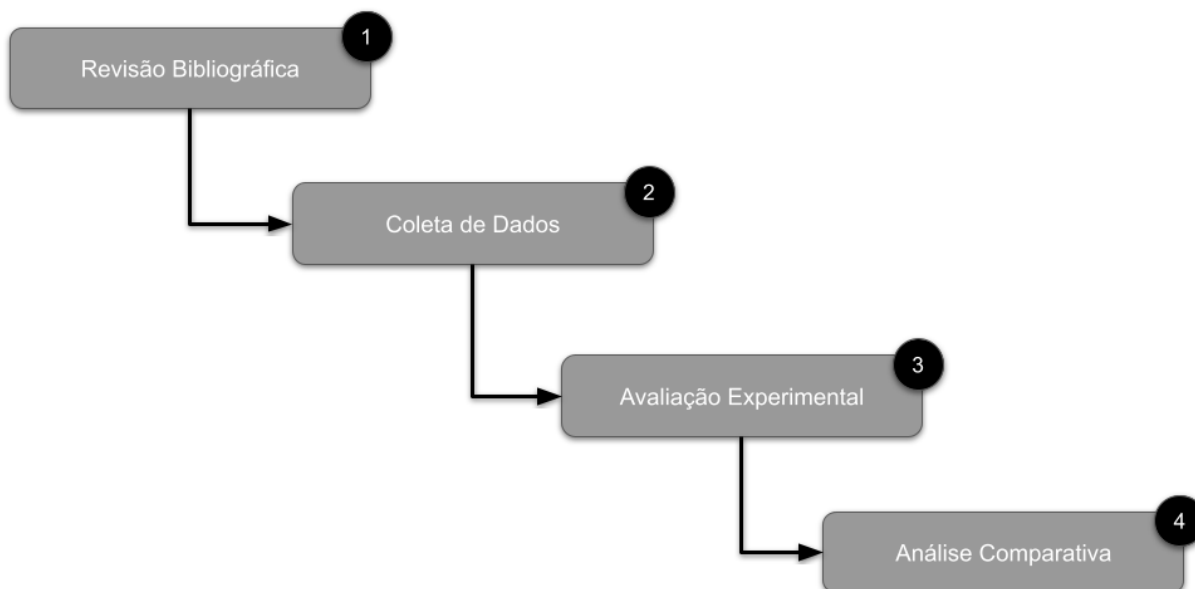 1
Revisão Bibliográfica
2
Coleta de Dados
3
Avaliação Experimental
4
Análise Comparativa